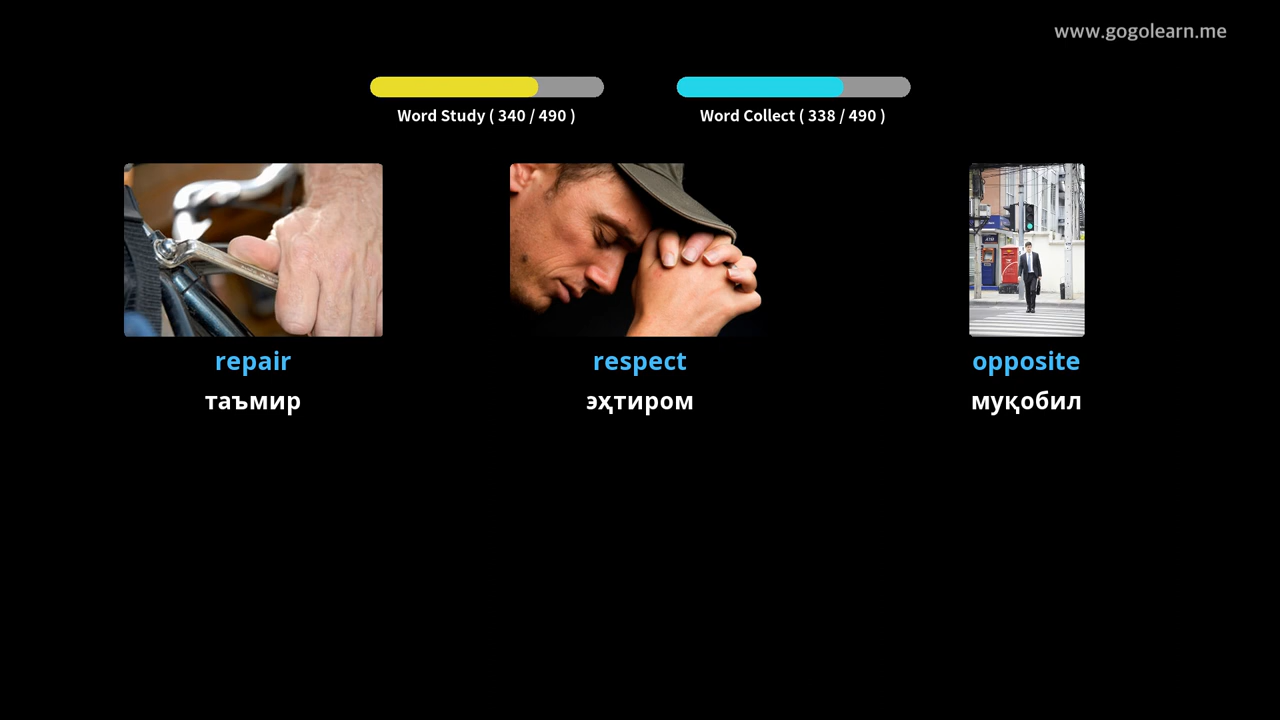 www.gogolearn.me
Word Study ( 340 / 490 )
Word Collect ( 338 / 490 )
repair
respect
opposite
таъмир
эҳтиром
муқобил